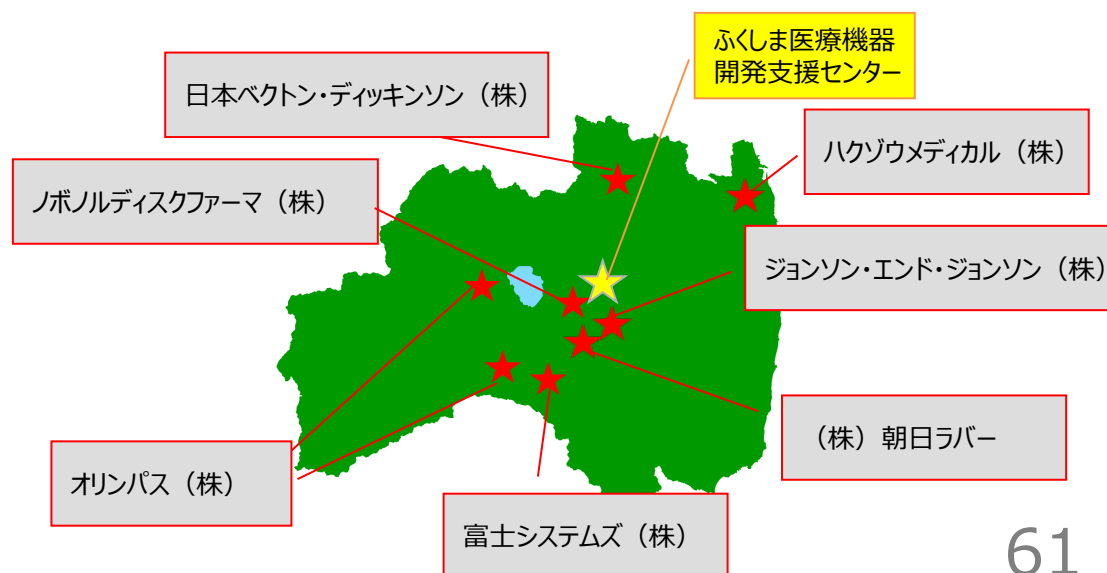 ふくしま医療機器
開発支援センター
日本ベクトン・ディッキンソン（株）
ハクゾウメディカル（株）
ノボノルディスクファーマ（株）
ジョンソン・エンド・ジョンソン（株）
（株）朝日ラバー
オリンパス（株）
富士システムズ（株）
61